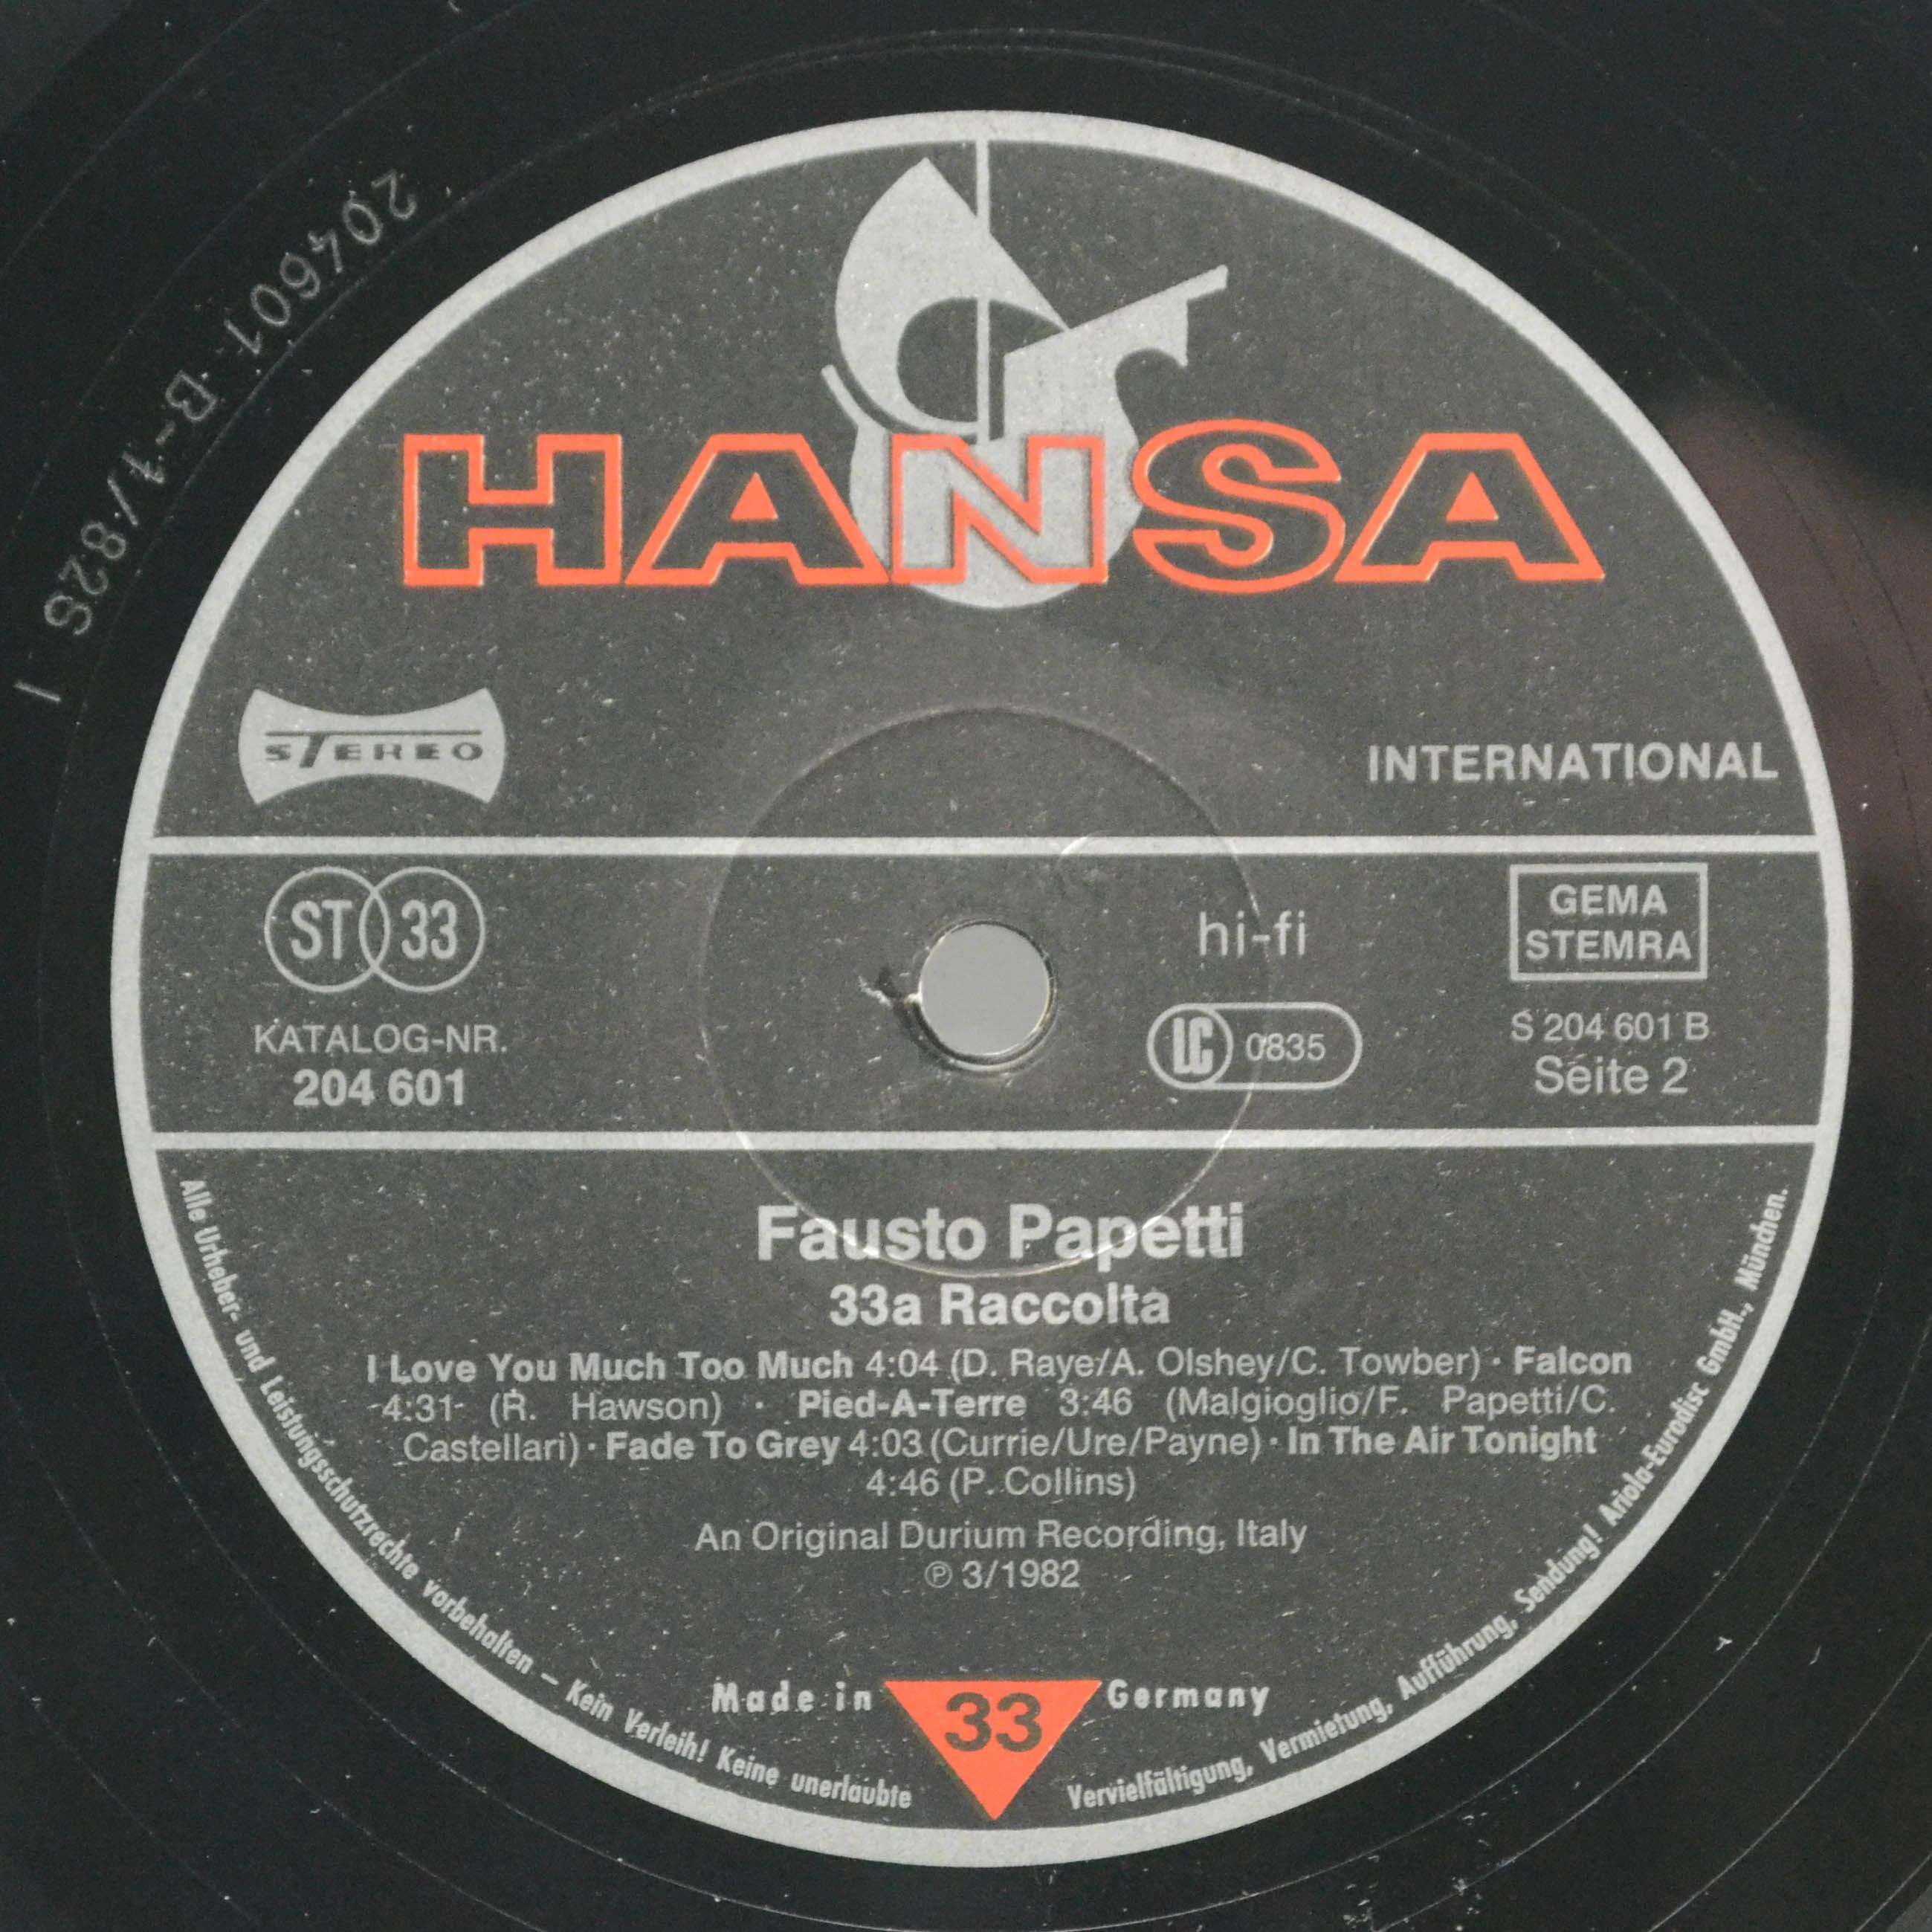 204601 B-1/82S I
HANSA
STEREO
INTERNATIONAL
ST 33
hi-fi
GEMA
STEMRA
KATALOG-NR.
204 601
LC 0835
S 204 601 B
Seite 2
Fausto Papetti
33a Raccolta
I Love You Much Too Much 4:04 (D. Raye/A. Olshey/C. Towber) · Falcon
4:31 (R. Hawson) · Pied-A-Terre 3:46 (Malgioglio/F. Papetti/C.
Castellari) · Fade To Grey 4:03 (Currie/Ure/Payne) · In The Air Tonight
4:46 (P. Collins)
An Original Durium Recording, Italy
℗ 3/1982
Made in 33 Germany
Alle Urheber- und Leistungsschutzrechte vorbehalten – Kein Verleih! Keine unerlaubte Vervielfältigung, Vermietung, Aufführung, Sendung! Ariola-Eurodisc GmbH., München.